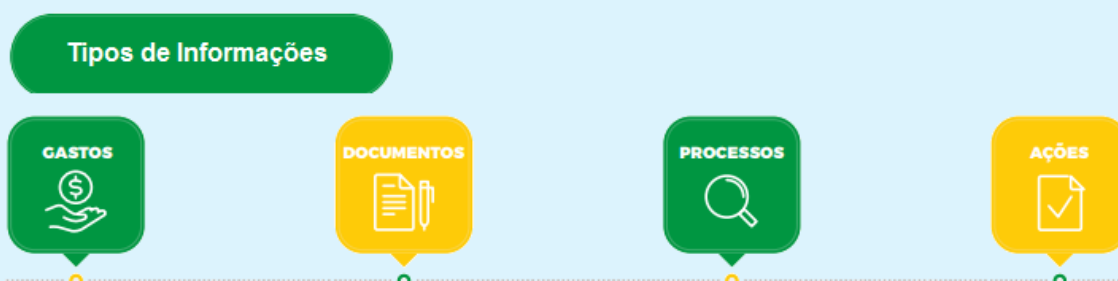 Tipos de Informações
GASTOS
DOCUMENTOS
PROCESSOS
AÇÕES